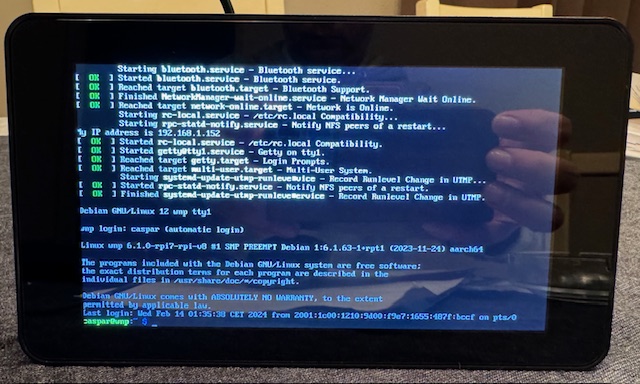 Starting bluetooth.service - Bluetooth service...
[  OK  ] Started bluetooth.service - Bluetooth service.
[  OK  ] Reached target bluetooth.target - Bluetooth Support.
[  OK  ] Finished NetworkManager-wait-online.service - Network Manager Wait Online.
[  OK  ] Reached target network-online.target - Network is Online.
Starting rc-local.service - /etc/rc.local Compatibility...
Starting rpc-statd-notify.service - Notify NFS peers of a restart...
My IP address is 192.168.1.152
[  OK  ] Started rc-local.service - /etc/rc.local Compatibility.
[  OK  ] Started getty@tty1.service - Getty on tty1.
[  OK  ] Reached target getty.target - Login Prompts.
[  OK  ] Reached target multi-user.target - Multi-User System.
Starting systemd-update-utmp-runlevel.service - Record Runlevel Change in UTMP...
[  OK  ] Started rpc-statd-notify.service - Notify NFS peers of a restart.
[  OK  ] Finished systemd-update-utmp-runlevel.service - Record Runlevel Change in UTMP.
Debian GNU/Linux 12 wmp tty1
wmp login: caspar (automatic login)
Linux wmp 6.1.0-rpi7-rpi-v8 #1 SMP PREEMPT Debian 1:6.1.63-1+rpt1 (2023-11-24) aarch64
The programs included with the Debian GNU/Linux system are free software;
the exact distribution terms for each program are described in the
individual files in /usr/share/doc/*/copyright.
Debian GNU/Linux comes with ABSOLUTELY NO WARRANTY, to the extent
permitted by applicable law.
Last login: Wed Feb 14 01:35:38 CET 2024 from 2001:1c00:1210:9d00:f9a7:1655:487f:bccf on pts/0
caspar@wmp:~ $